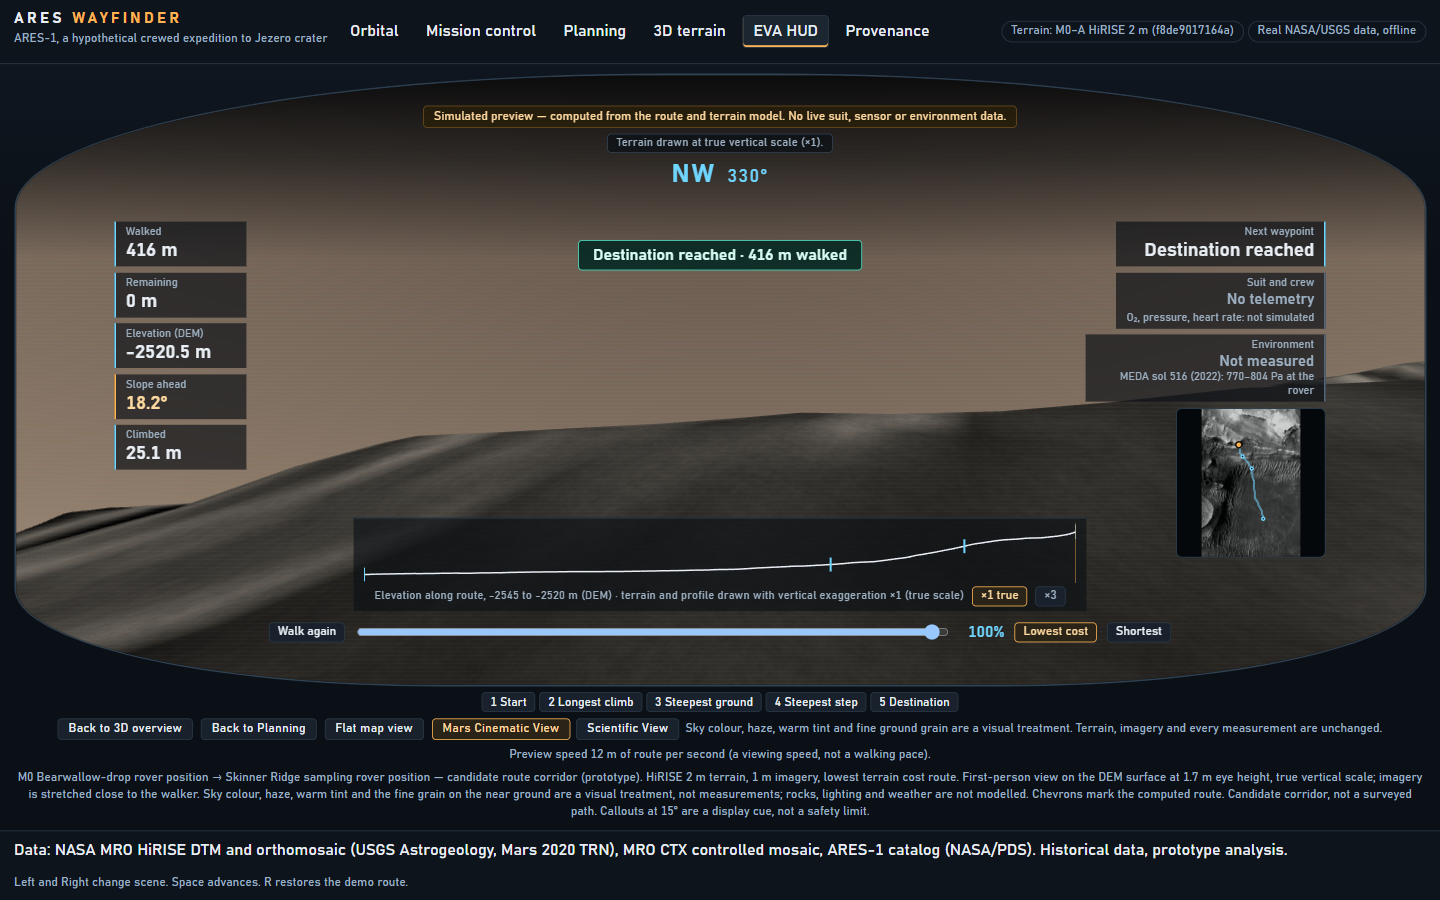 ARES WAYFINDER
ARES-1, a hypothetical crewed expedition to Jezero crater
Orbital
Mission control
Planning
3D terrain
EVA HUD
Provenance
Terrain: M0-A HiRISE 2 m (f8de9017164a)
Real NASA/USGS data, offline
Simulated preview — computed from the route and terrain model. No live suit, sensor or environment data.
Terrain drawn at true vertical scale (×1).
NW 330°
Destination reached · 416 m walked
Walked
416 m
Remaining
0 m
Elevation (DEM)
-2520.5 m
Slope ahead
18.2°
Climbed
25.1 m
Next waypoint
Destination reached
Suit and crew
No telemetry
O₂, pressure, heart rate: not simulated
Environment
Not measured
MEDA sol 516 (2022): 770–804 Pa at the
rover
Elevation along route, -2545 to -2520 m (DEM) · terrain and profile drawn with vertical exaggeration ×1 (true scale)
×1 true
×3
Walk again
100%
Lowest cost
Shortest
1 Start
2 Longest climb
3 Steepest ground
4 Steepest step
5 Destination
Back to 3D overview
Back to Planning
Flat map view
Mars Cinematic View
Scientific View
Sky colour, haze, warm tint and fine ground grain are a visual treatment. Terrain, imagery and every measurement are unchanged.
Preview speed 12 m of route per second (a viewing speed, not a walking pace).
M0 Bearwallow-drop rover position → Skinner Ridge sampling rover position — candidate route corridor (prototype). HiRISE 2 m terrain, 1 m imagery, lowest terrain cost route. First-person view on the DEM surface at 1.7 m eye height, true vertical scale; imagery
is stretched close to the walker. Sky colour, haze, warm tint and the fine grain on the near ground are a visual treatment, not measurements; rocks, lighting and weather are not modelled. Chevrons mark the computed route. Candidate corridor, not a surveyed
path. Callouts at 15° are a display cue, not a safety limit.
Data: NASA MRO HiRISE DTM and orthomosaic (USGS Astrogeology, Mars 2020 TRN), MRO CTX controlled mosaic, ARES-1 catalog (NASA/PDS). Historical data, prototype analysis.
Left and Right change scene. Space advances. R restores the demo route.